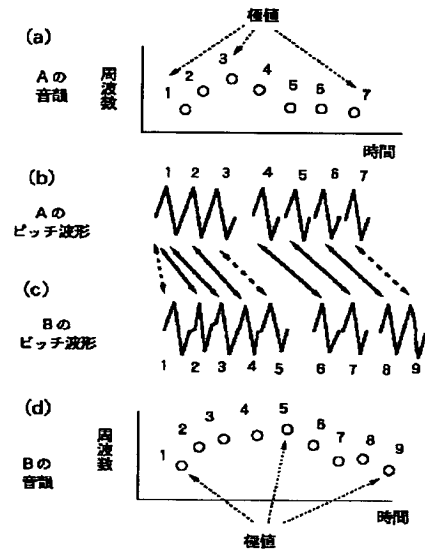 極値
(a)
Aの
音韻
周波数
1 2 3 4 5 6 7
時間
(b)
1 2 3 4 5 6 7
Aの
ピッチ波形
(c)
Bの
ピッチ波形
1 2 3 4 5 6 7 8 9
(d)
周波数
1 2 3 4 5 6 7 8 9
Bの
音韻
時間
極値